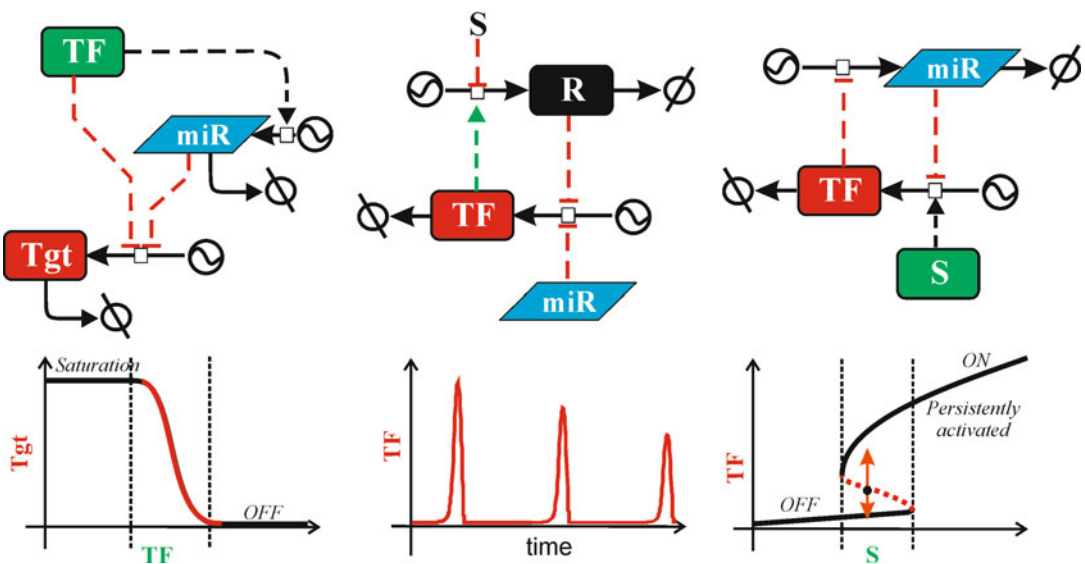 TF
miR
Tgt
S
R
TF
miR
miR
TF
S
Saturation
Tgt
OFF
TF
TF
time
ON
Persistently
activated
TF
OFF
S